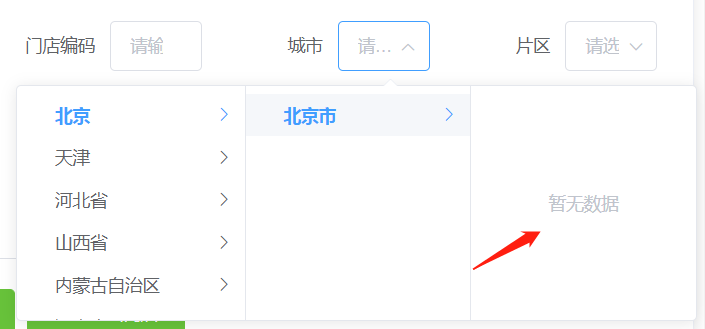 门店编码 请输 城市 请... 片区 请选
北京 北京市
天津
河北省
暂无数据
山西省
内蒙古自治区